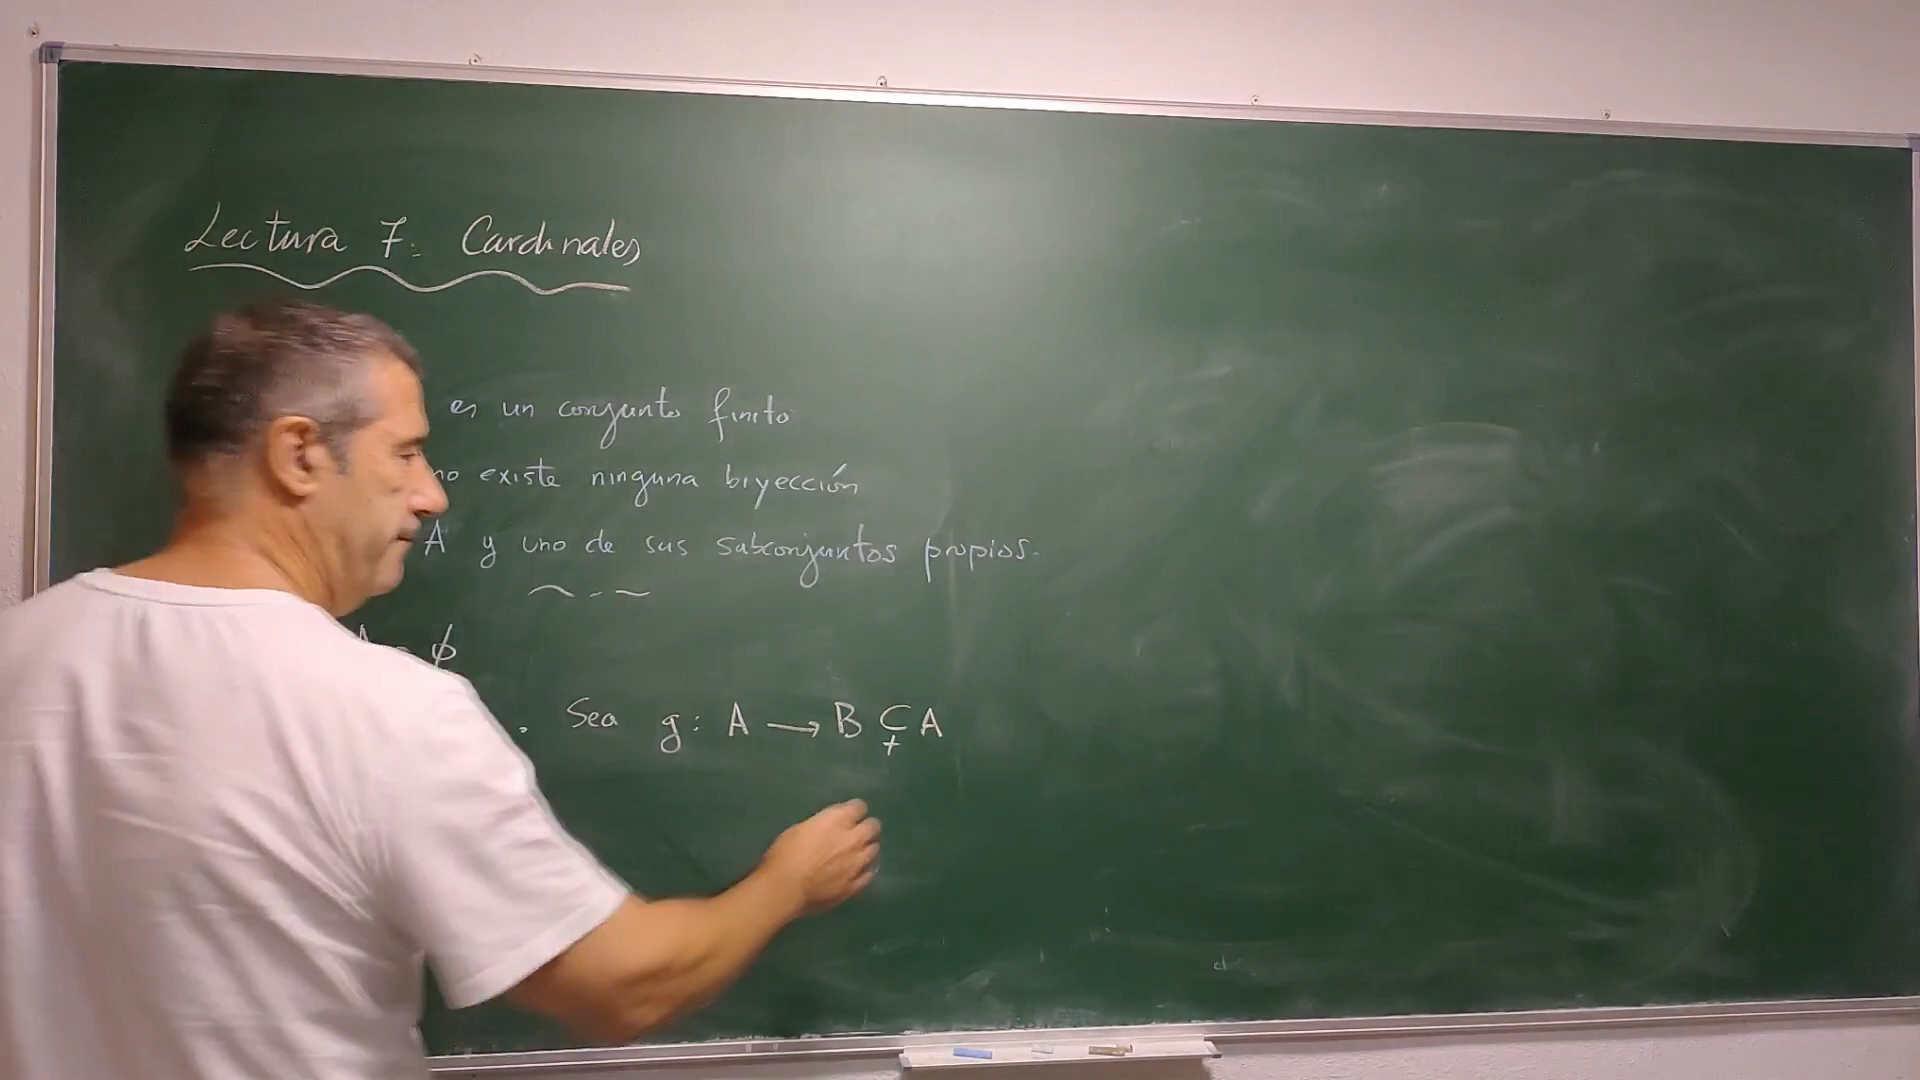 Lectura 7: Cardinales
es un conjunto finito
no existe ninguna biyección
A y uno de sus subconjuntos propios.
φ
. Sea g: A → B ⊊ A